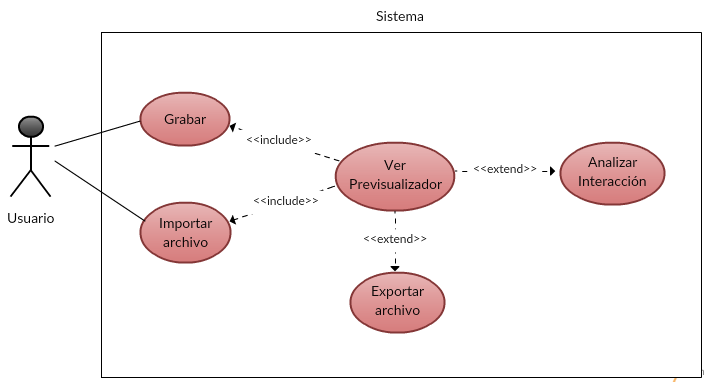 Sistema
Grabar
<<include>>
Ver
Previsualizador
<<extend>>
Analizar
Interacción
Usuario
Importar
archivo
<<include>>
<<extend>>
Exportar
archivo